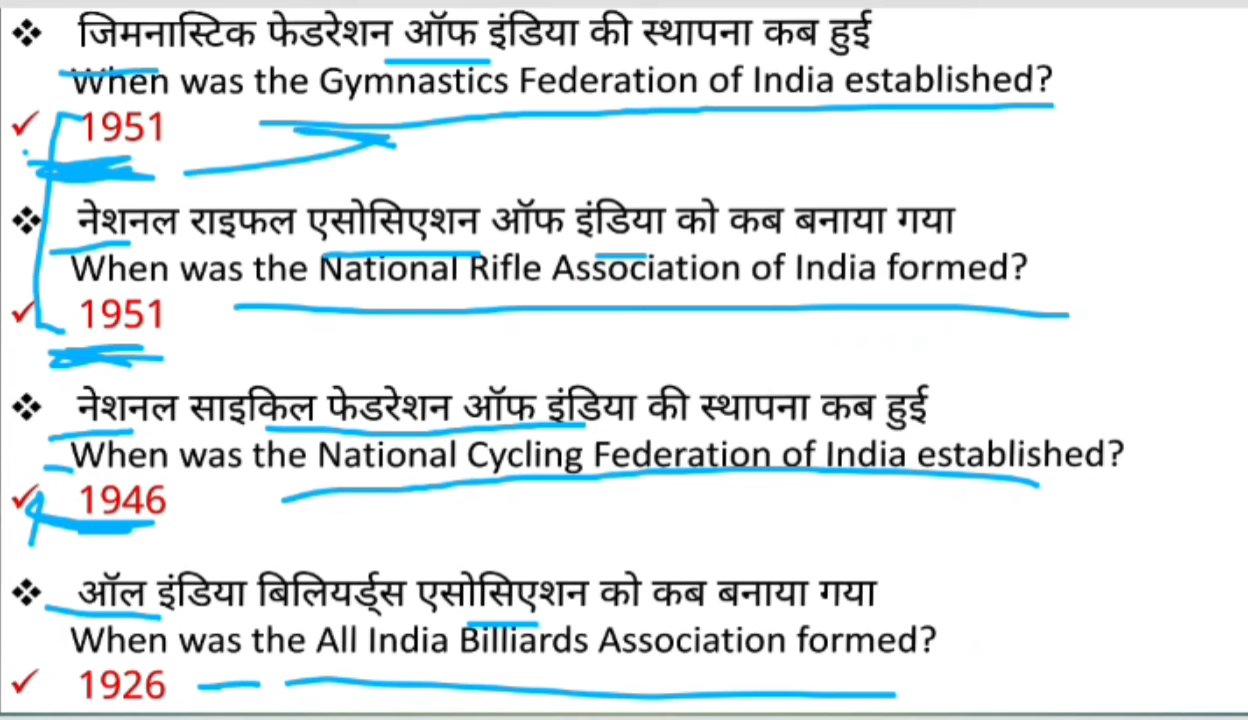 ❖ जिमनास्टिक फेडरेशन ऑफ इंडिया की स्थापना कब हुई
When was the Gymnastics Federation of India established?
✓ 1951
❖ नेशनल राइफल एसोसिएशन ऑफ इंडिया को कब बनाया गया
When was the National Rifle Association of India formed?
✓ 1951
❖ नेशनल साइकिल फेडरेशन ऑफ इंडिया की स्थापना कब हुई
When was the National Cycling Federation of India established?
✓ 1946
❖ ऑल इंडिया बिलियर्ड्स एसोसिएशन को कब बनाया गया
When was the All India Billiards Association formed?
✓ 1926